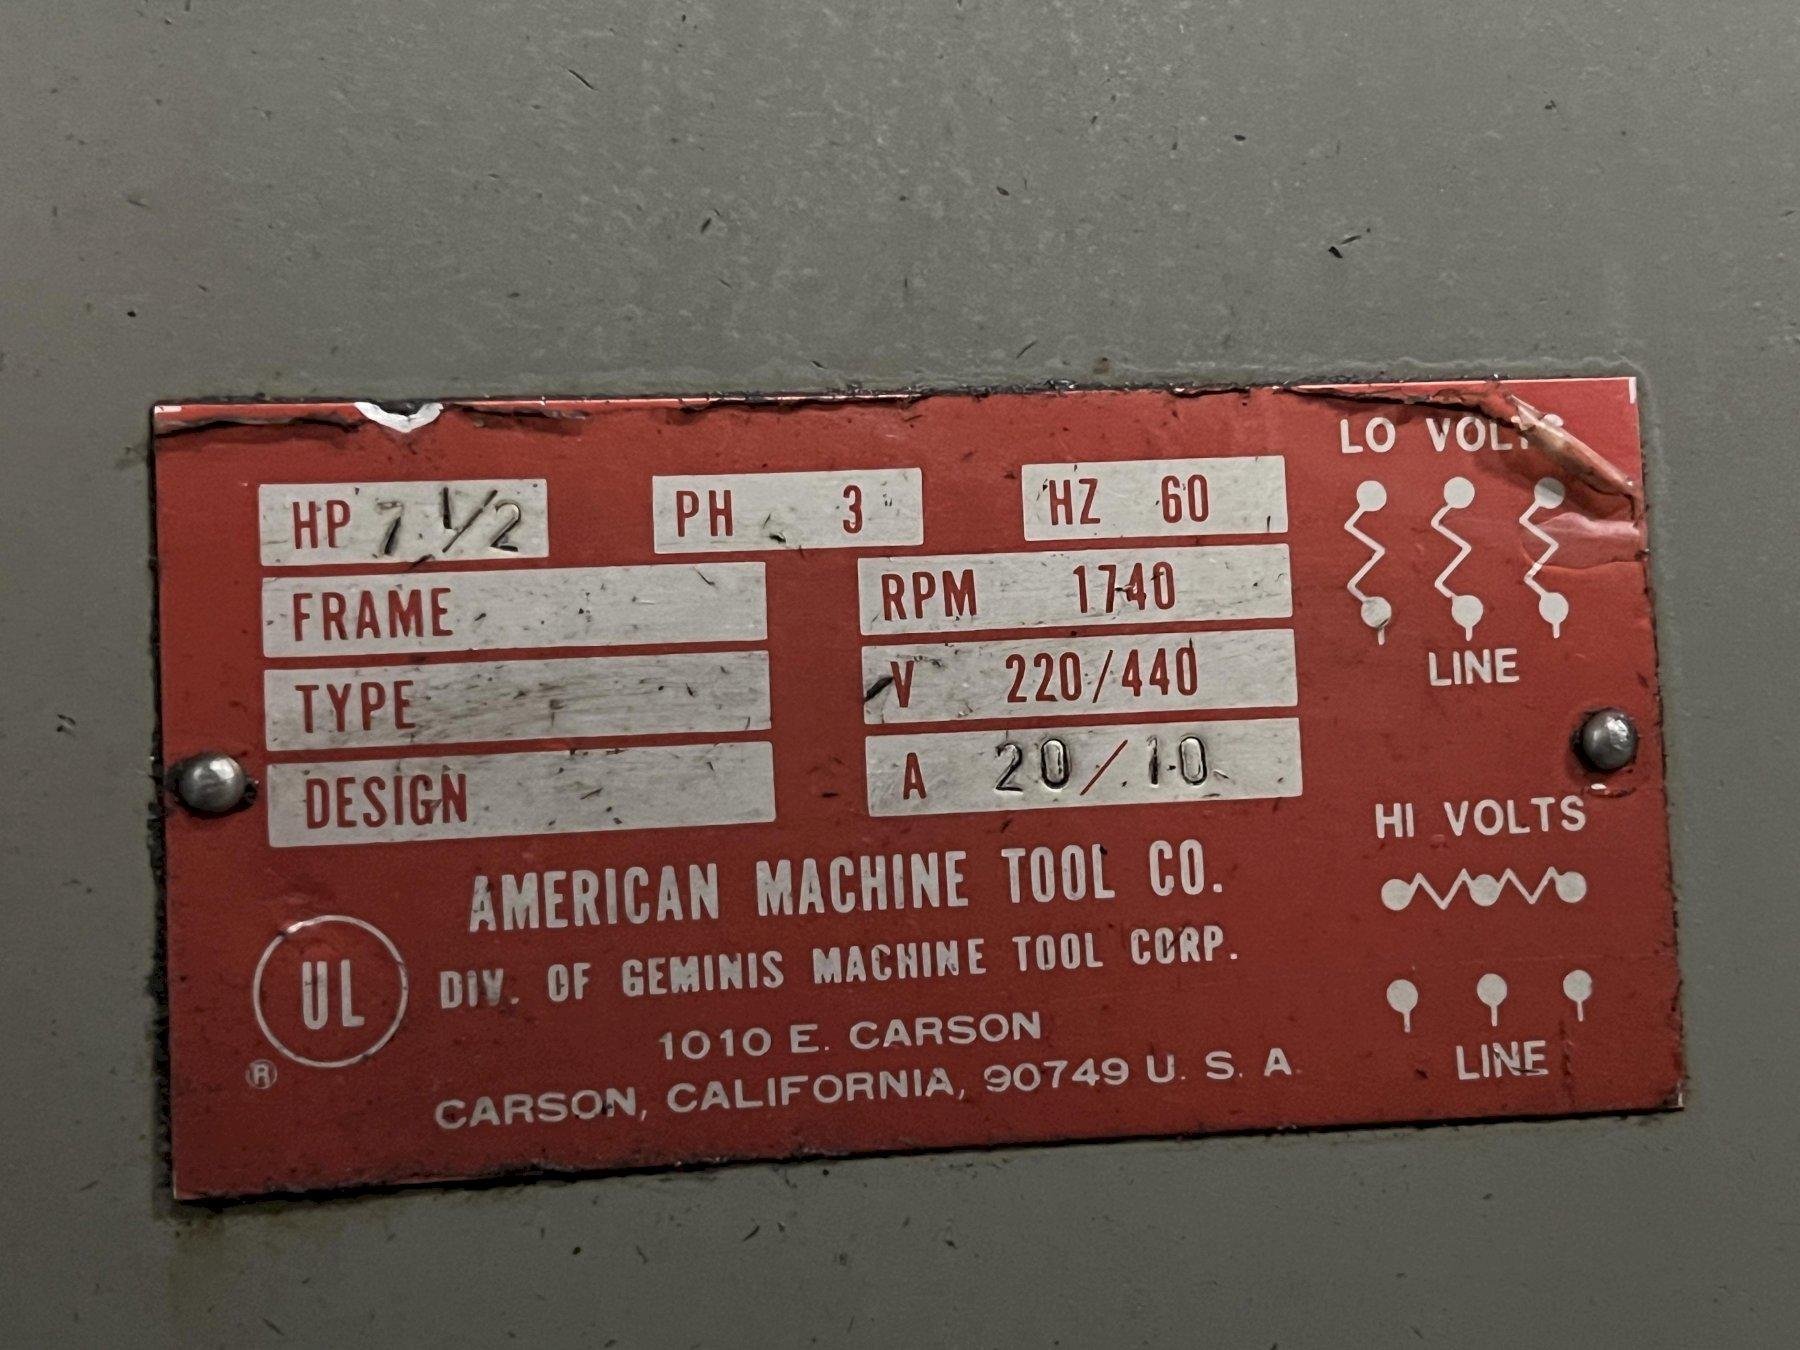 LO VOLTS
HP 7 1/2 PH 3 HZ 60
FRAME RPM 1740
TYPE V 220/440
DESIGN A 20/10
LINE
HI VOLTS
LINE
AMERICAN MACHINE TOOL CO.
DIV. OF GEMINIS MACHINE TOOL CORP.
1010 E. CARSON
CARSON, CALIFORNIA, 90749 U. S. A.
UL
®